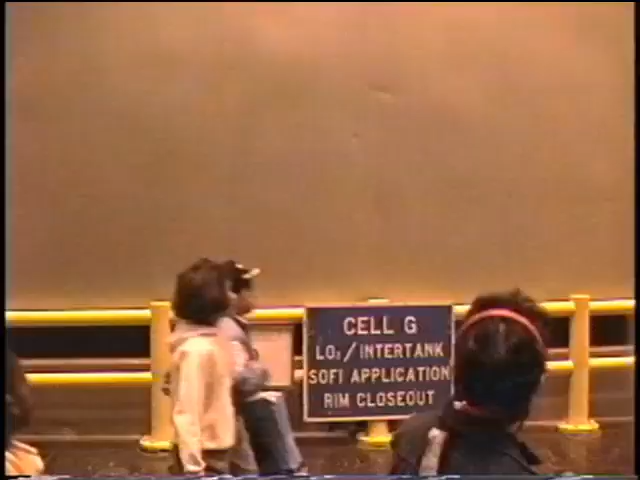 CELL G
LO₂/INTERTANK
SOFI APPLICATION
RIM CLOSEOUT